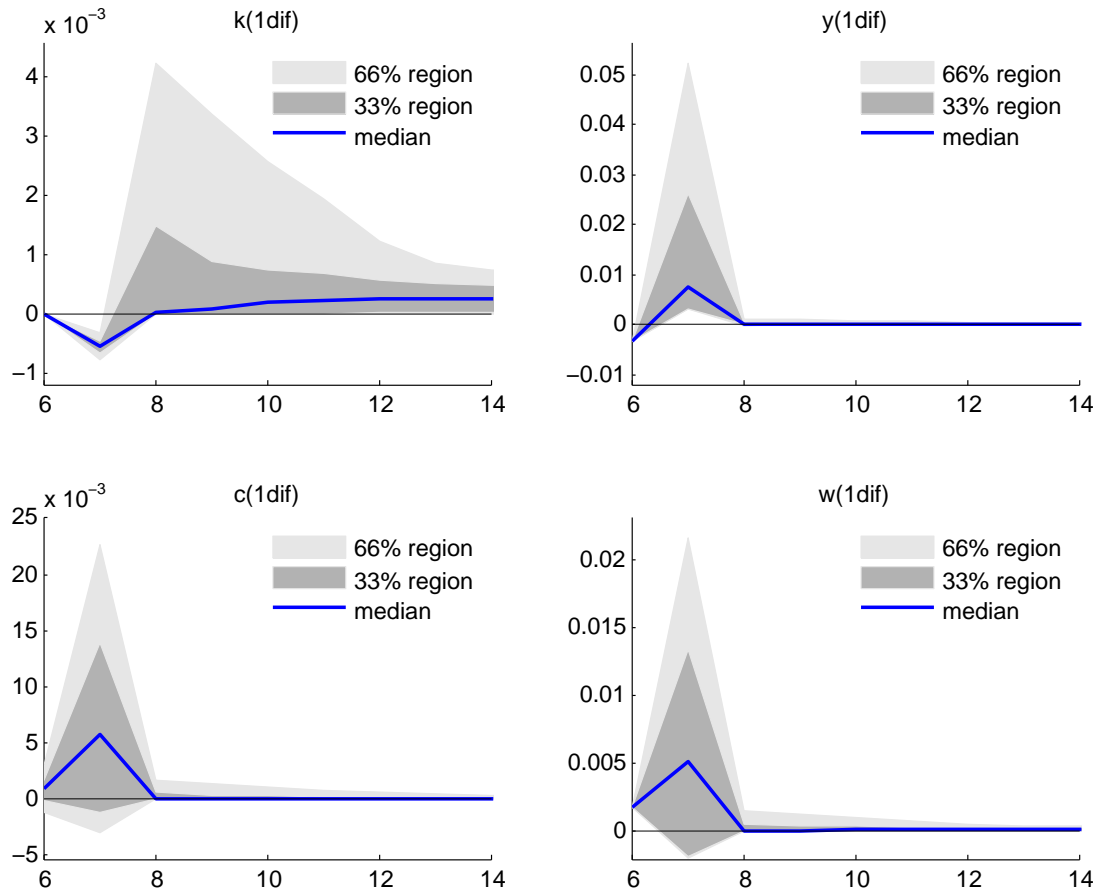 x 10⁻³
k(1dif)
4
3
2
1
0
−1
6 8 10 12 14
66% region
33% region
median
y(1dif)
0.05
0.04
0.03
0.02
0.01
0
−0.01
6 8 10 12 14
66% region
33% region
median
x 10⁻³
c(1dif)
25
20
15
10
5
0
−5
6 8 10 12 14
66% region
33% region
median
w(1dif)
0.02
0.015
0.01
0.005
0
6 8 10 12 14
66% region
33% region
median